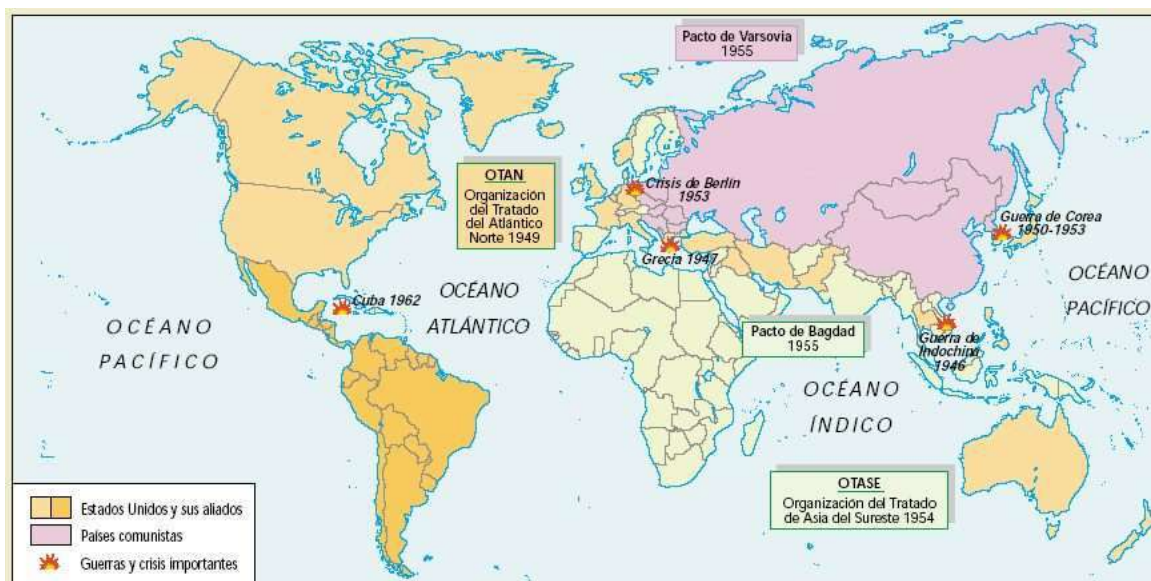 Pacto de Varsovia
1955
OTAN
Organización
del Tratado
del Atlántico
Norte 1949
Crisis de Berlín
1953
Guerra de Corea
1950-1953
Grecia 1947
Cuba 1962
OCÉANO
ATLÁNTICO
OCÉANO
PACÍFICO
OCÉANO
PACÍFICO
Pacto de Bagdad
1955
Guerra de
Indochina
1946
OCÉANO
ÍNDICO
OTASE
Organización del Tratado
de Asia del Sureste 1954
Estados Unidos y sus aliados
Países comunistas
Guerras y crisis importantes